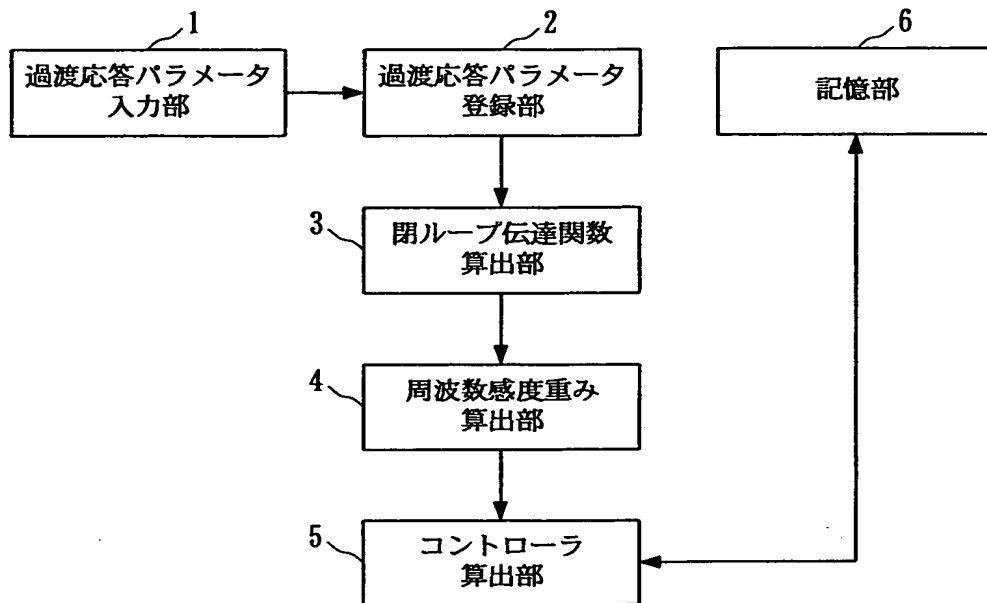 1
過渡応答パラメータ
入力部
2
過渡応答パラメータ
登録部
6
記憶部
3
閉ループ伝達関数
算出部
4
周波数感度重み
算出部
5
コントローラ
算出部